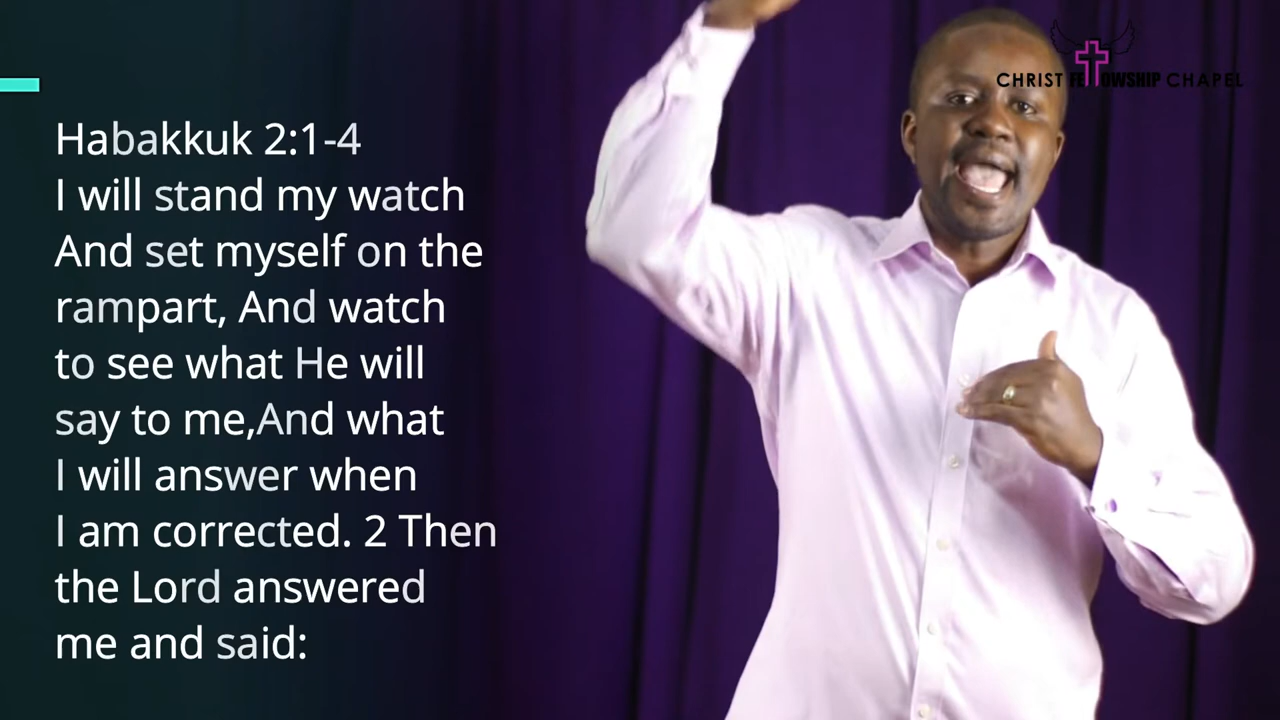 CHRIST FELLOWSHIP CHAPEL
Habakkuk 2:1-4
I will stand my watch
And set myself on the
rampart, And watch
to see what He will
say to me,And what
I will answer when
I am corrected. 2 Then
the Lord answered
me and said: